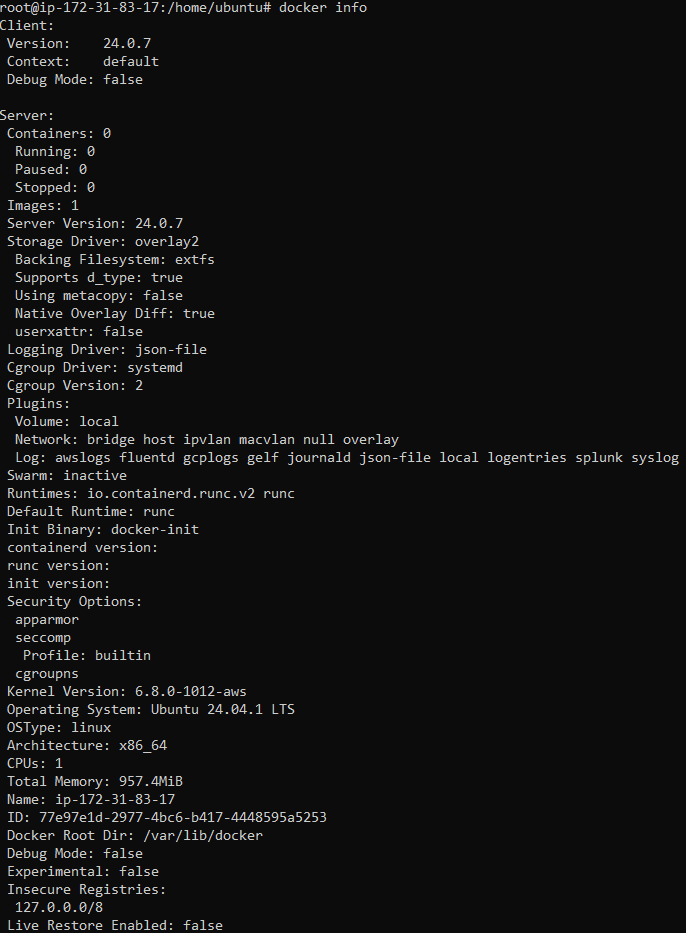 root@ip-172-31-83-17:/home/ubuntu# docker info
Client:
 Version:    24.0.7
 Context:    default
 Debug Mode: false

Server:
 Containers: 0
  Running: 0
  Paused: 0
  Stopped: 0
 Images: 1
 Server Version: 24.0.7
 Storage Driver: overlay2
  Backing Filesystem: extfs
  Supports d_type: true
  Using metacopy: false
  Native Overlay Diff: true
  userxattr: false
 Logging Driver: json-file
 Cgroup Driver: systemd
 Cgroup Version: 2
 Plugins:
  Volume: local
  Network: bridge host ipvlan macvlan null overlay
  Log: awslogs fluentd gcplogs gelf journald json-file local logentries splunk syslog
 Swarm: inactive
 Runtimes: io.containerd.runc.v2 runc
 Default Runtime: runc
 Init Binary: docker-init
 containerd version:
 runc version:
 init version:
 Security Options:
  apparmor
  seccomp
   Profile: builtin
  cgroupns
 Kernel Version: 6.8.0-1012-aws
 Operating System: Ubuntu 24.04.1 LTS
 OSType: linux
 Architecture: x86_64
 CPUs: 1
 Total Memory: 957.4MiB
 Name: ip-172-31-83-17
 ID: 77e97e1d-2977-4bc6-b417-4448595a5253
 Docker Root Dir: /var/lib/docker
 Debug Mode: false
 Experimental: false
 Insecure Registries:
  127.0.0.0/8
 Live Restore Enabled: false